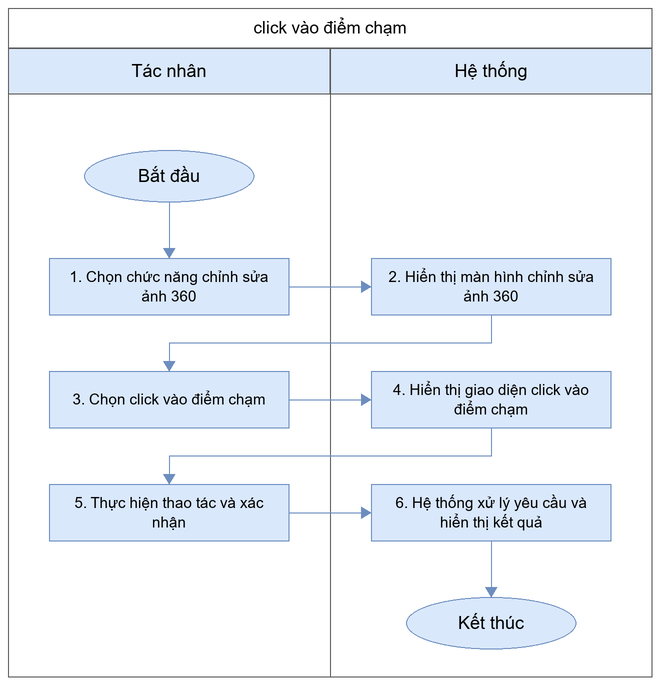 click vào điểm chạm
Tác nhân
Hệ thống
Bắt đầu
1. Chọn chức năng chỉnh sửa
ảnh 360
2. Hiển thị màn hình chỉnh sửa
ảnh 360
3. Chọn click vào điểm chạm
4. Hiển thị giao diện click vào
điểm chạm
5. Thực hiện thao tác và xác
nhận
6. Hệ thống xử lý yêu cầu và
hiển thị kết quả
Kết thúc